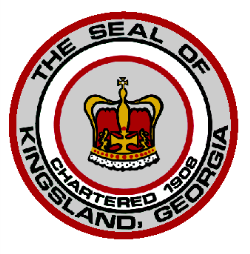 THE SEAL OF
CHARTERED 1908
KINGSLAND, GEORGIA